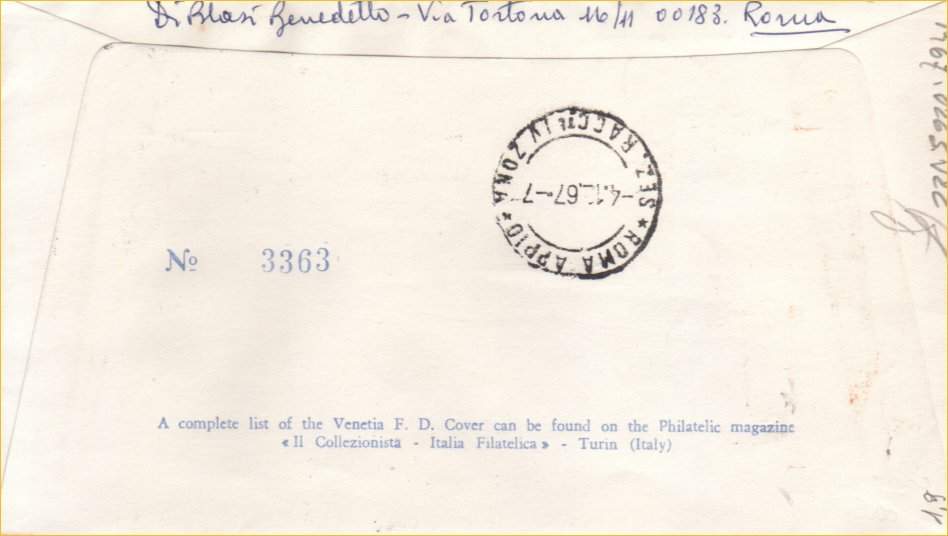 Di Blasi Benedetto - Via Tortona 16/11 00183. Roma
SEZ. RACC. IV ZONA
-4.1 .67-7
* ROMA APPIO *
No 3363
A complete list of the Venetia F. D. Cover can be found on the Philatelic magazine
« Il Collezionista - Italia Filatelica » - Turin (Italy)